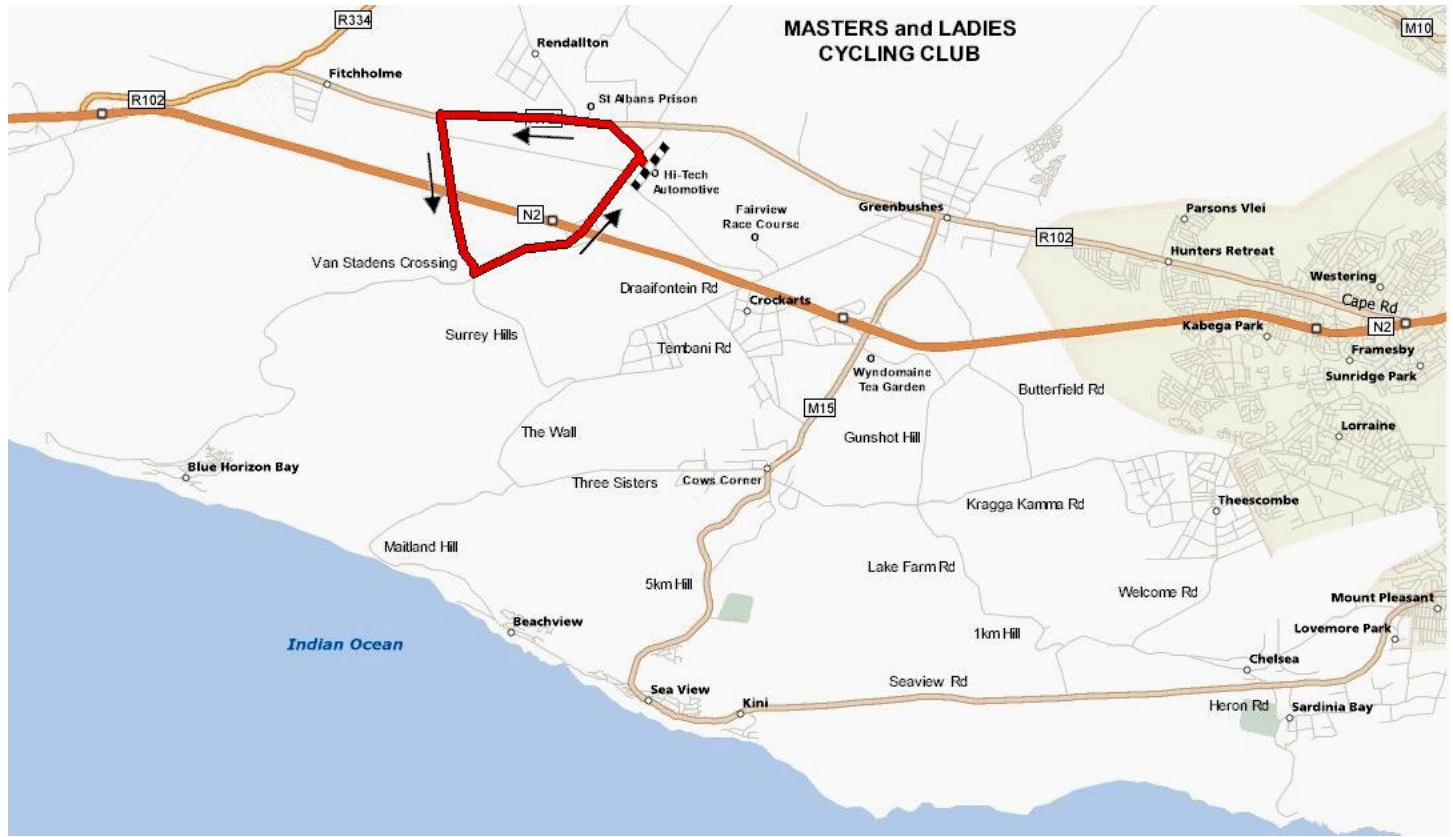 MASTERS and LADIES
CYCLING CLUB
R334
M10
Rendallton
Fitchholme
R102
St Albans Prison
Hi-Tech
Automotive
N2
Fairview
Race Course
Greenbushes
Parsons Vlei
R102
Hunters Retreat
Van Stadens Crossing
Westering
Draaifontein Rd
Crockarts
Cape Rd
Kabega Park
N2
Surrey Hills
Tembani Rd
Framesby
Wyndomaine
Tea Garden
Sunridge Park
Butterfield Rd
M15
The Wall
Gunshot Hill
Lorraine
Blue Horizon Bay
Three Sisters
Cows Corner
Kragga Kamma Rd
Theescombe
Maitland Hill
5km Hill
Lake Farm Rd
Welcome Rd
Mount Pleasant
Beachview
1km Hill
Lovemore Park
Indian Ocean
Chelsea
Seaview Rd
Sea View
Kini
Heron Rd
Sardinia Bay